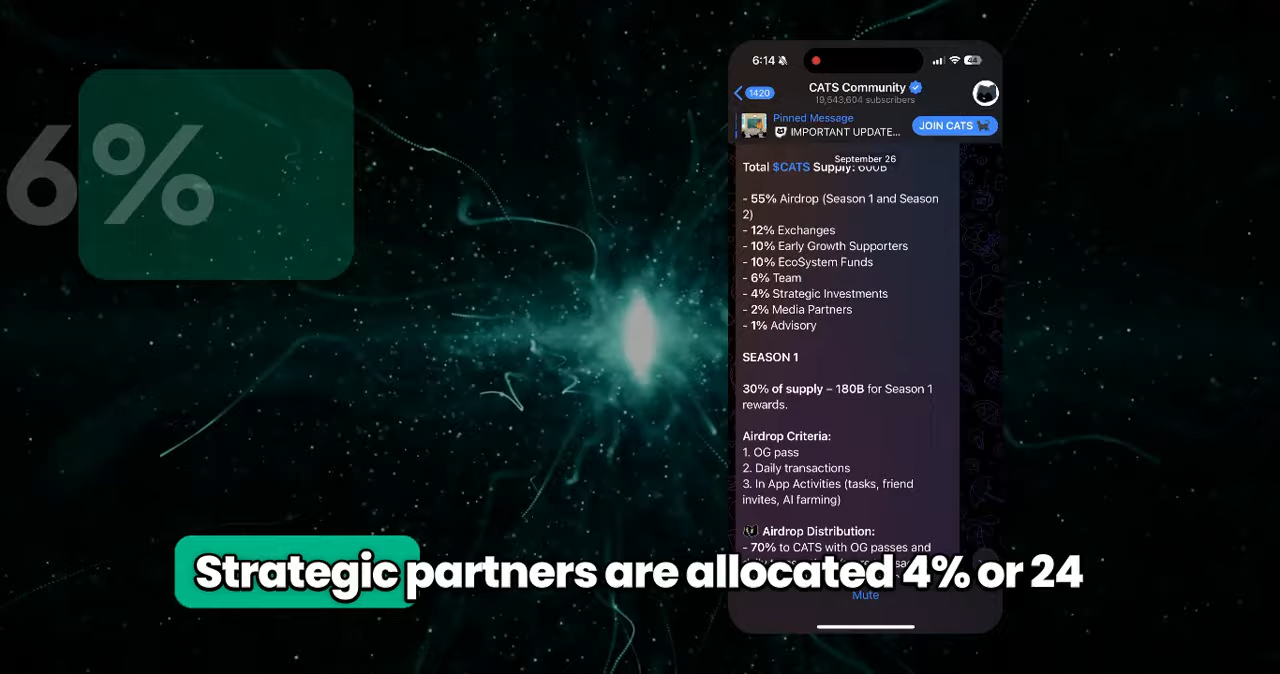 6%
6:14
44
1420
CATS Community
19,543,604 subscribers
Pinned Message
IMPORTANT UPDATE...
JOIN CATS
September 26
Total $CATS Supply: 600B
- 55% Airdrop (Season 1 and Season
2)
- 12% Exchanges
- 10% Early Growth Supporters
- 10% EcoSystem Funds
- 6% Team
- 4% Strategic Investments
- 2% Media Partners
- 1% Advisory
SEASON 1
30% of supply – 180B for Season 1
rewards.
Airdrop Criteria:
1. OG pass
2. Daily transactions
3. In App Activities (tasks, friend
invites, AI farming)
Airdrop Distribution:
- 70% to CATS with OG passes and
Strategic partners are allocated 4% or 24
Mute